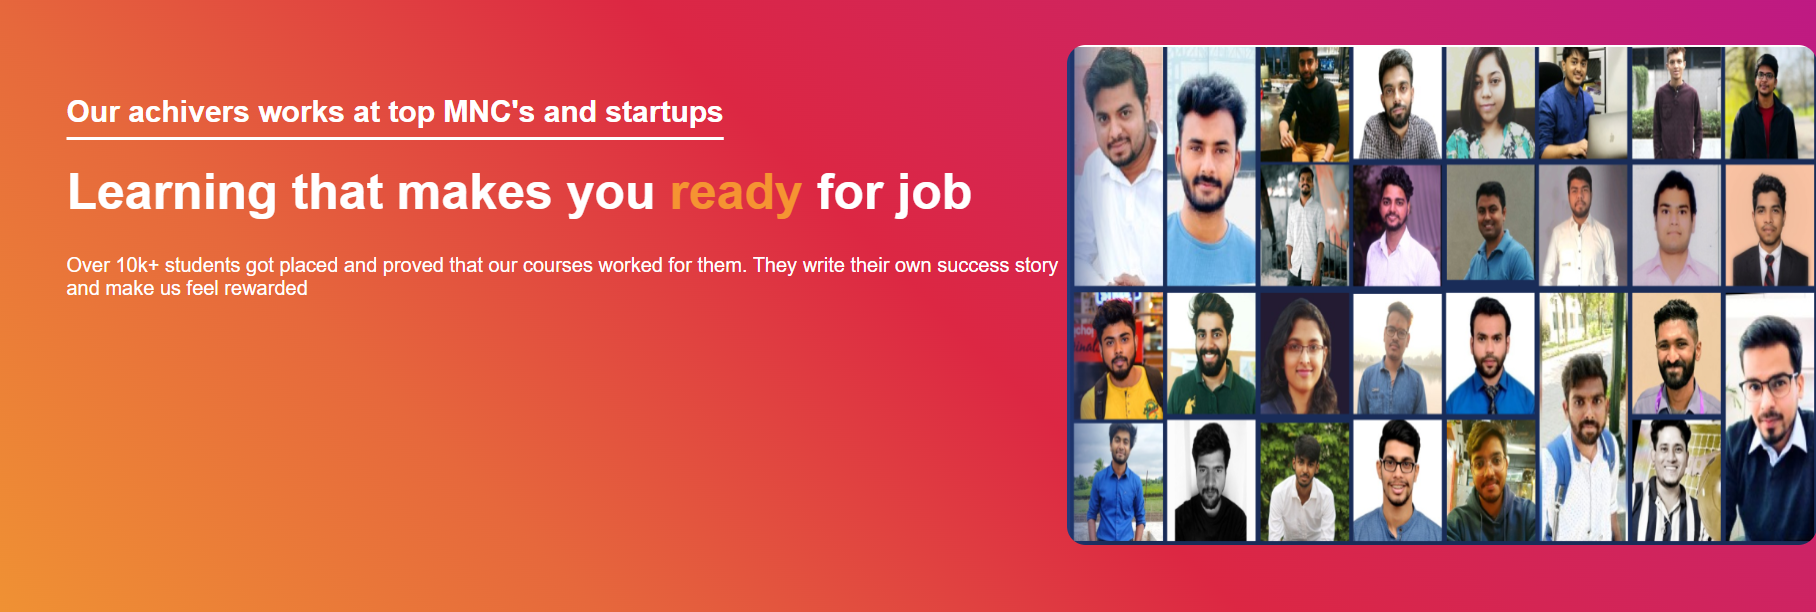 Our achivers works at top MNC's and startups
Learning that makes you ready for job
Over 10k+ students got placed and proved that our courses worked for them. They write their own success story
and make us feel rewarded